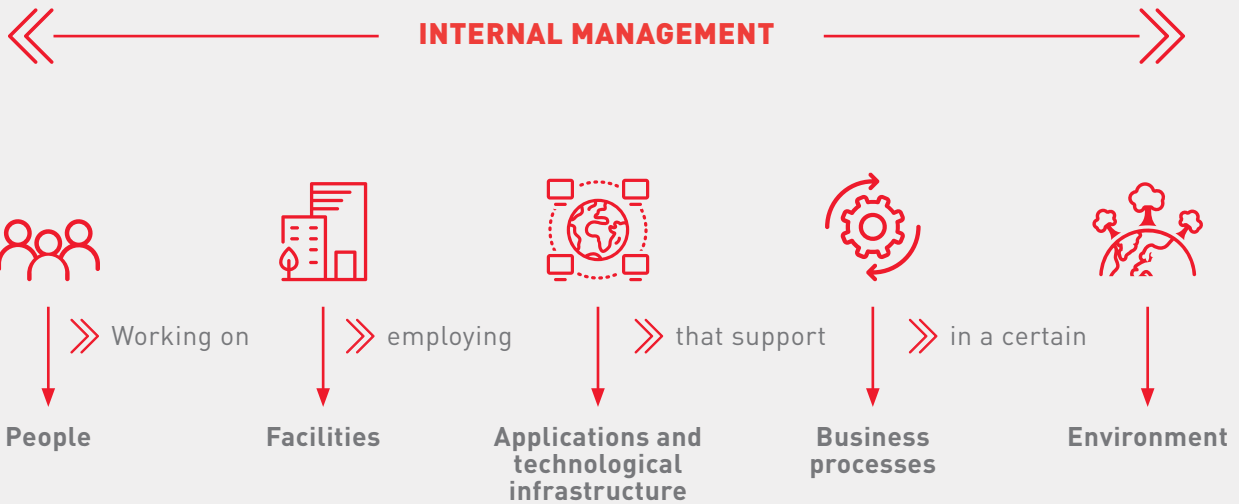 INTERNAL MANAGEMENT
Working on
employing
that support
in a certain
People
Facilities
Applications and
technological
infrastructure
Business
processes
Environment